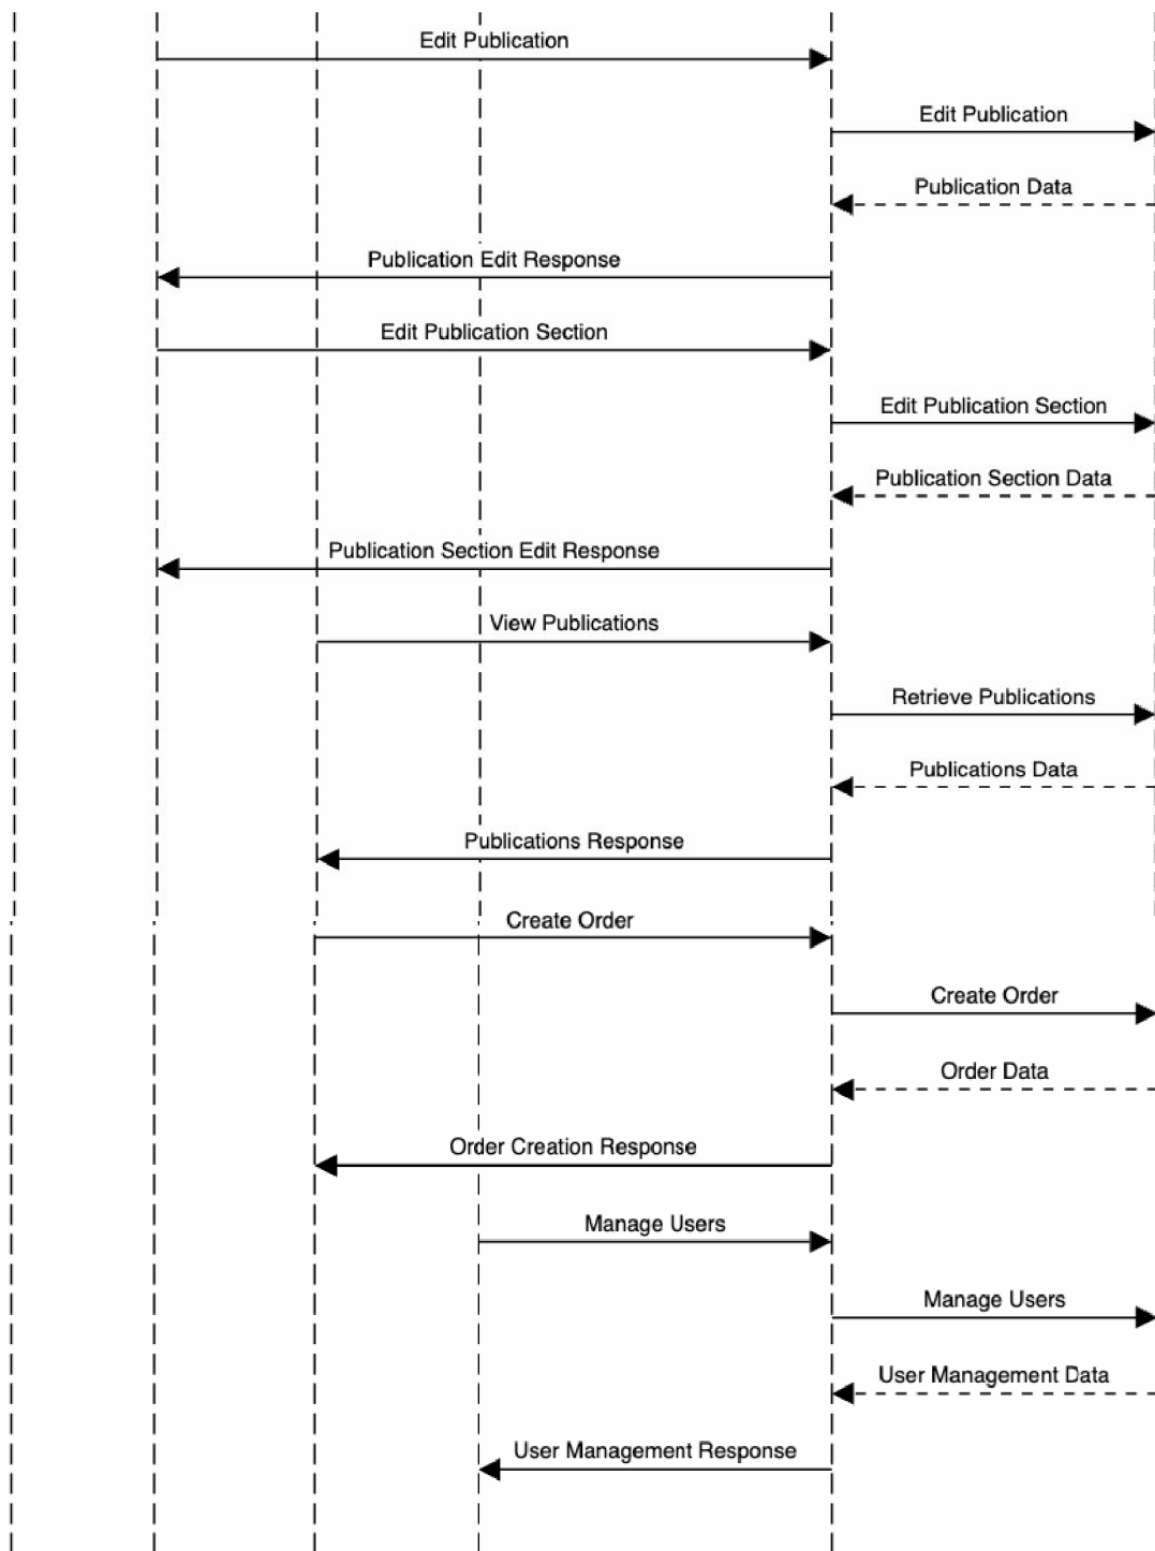 Edit Publication
Edit Publication
Publication Data
Publication Edit Response
Edit Publication Section
Edit Publication Section
Publication Section Data
Publication Section Edit Response
View Publications
Retrieve Publications
Publications Data
Publications Response
Create Order
Create Order
Order Data
Order Creation Response
Manage Users
Manage Users
User Management Data
User Management Response